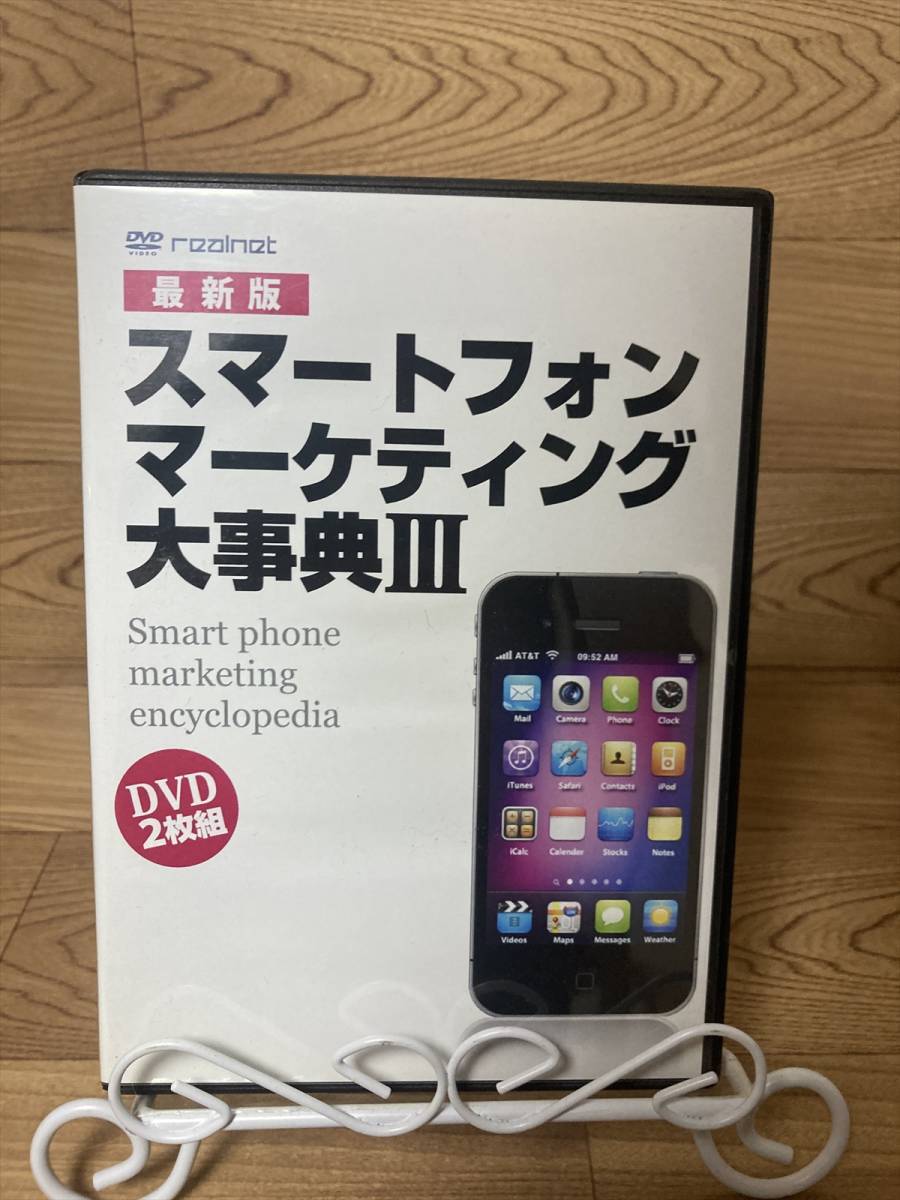 DVD VIDEO realnet
最新版
スマートフォン
マーケティング
大事典III
Smart phone
marketing
encyclopedia
DVD
2枚組
AT&T 09:52 AM
Mail Camera Phone Clock
iTunes Safari Contacts iPod
iCalc Calender Stocks Notes
Videos Maps Messages Weather